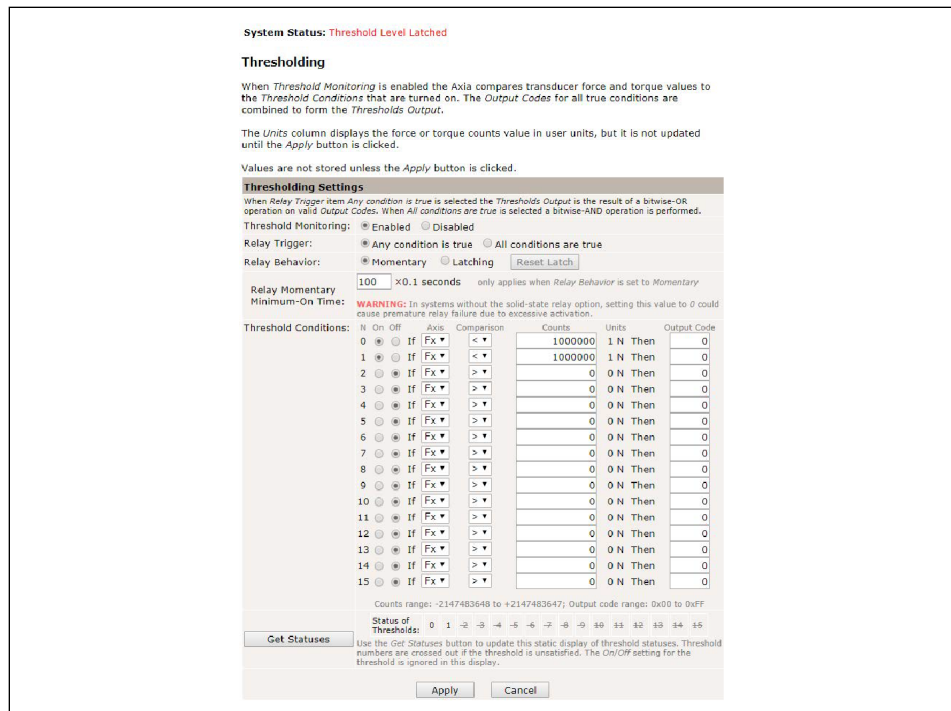 System Status: Threshold Level Latched
Thresholding
When Threshold Monitoring is enabled the Axia compares transducer force and torque values to
the Threshold Conditions that are turned on. The Output Codes for all true conditions are
combined to form the Thresholds Output.
The Units column displays the force or torque counts value in user units, but it is not updated
until the Apply button is clicked.
Values are not stored unless the Apply button is clicked.
Thresholding Settings
When Relay Trigger item Any condition is true is selected the Thresholds Output is the result of a bitwise-OR
operation on valid Output Codes. When All conditions are true is selected a bitwise-AND operation is performed.
Threshold Monitoring: Enabled Disabled
Relay Trigger: Any condition is true All conditions are true
Relay Behavior: Momentary Latching Reset Latch
Relay Momentary
Minimum-On Time:
100 ×0.1 seconds only applies when Relay Behavior is set to Momentary
WARNING: In systems without the solid-state relay option, setting this value to 0 could
cause premature relay failure due to excessive activation.
Threshold Conditions: N On Off Axis Comparison Counts Units Output Code
0 If Fx < 1000000 1 N Then 0
1 If Fx < 1000000 1 N Then 0
2 If Fx > 0 0 N Then 0
3 If Fx > 0 0 N Then 0
4 If Fx > 0 0 N Then 0
5 If Fx > 0 0 N Then 0
6 If Fx > 0 0 N Then 0
7 If Fx > 0 0 N Then 0
8 If Fx > 0 0 N Then 0
9 If Fx > 0 0 N Then 0
10 If Fx > 0 0 N Then 0
11 If Fx > 0 0 N Then 0
12 If Fx > 0 0 N Then 0
13 If Fx > 0 0 N Then 0
14 If Fx > 0 0 N Then 0
15 If Fx > 0 0 N Then 0
Counts range: -2147483648 to +2147483647; Output code range: 0x00 to 0xFF
Get Statuses
Status of
Thresholds: 0 1 2 3 4 5 6 7 8 9 10 11 12 13 14 15
Use the Get Statuses button to update this static display of threshold statuses. Threshold
numbers are crossed out if the threshold is unsatisfied. The On/Off setting for the
threshold is ignored in this display.
Apply Cancel